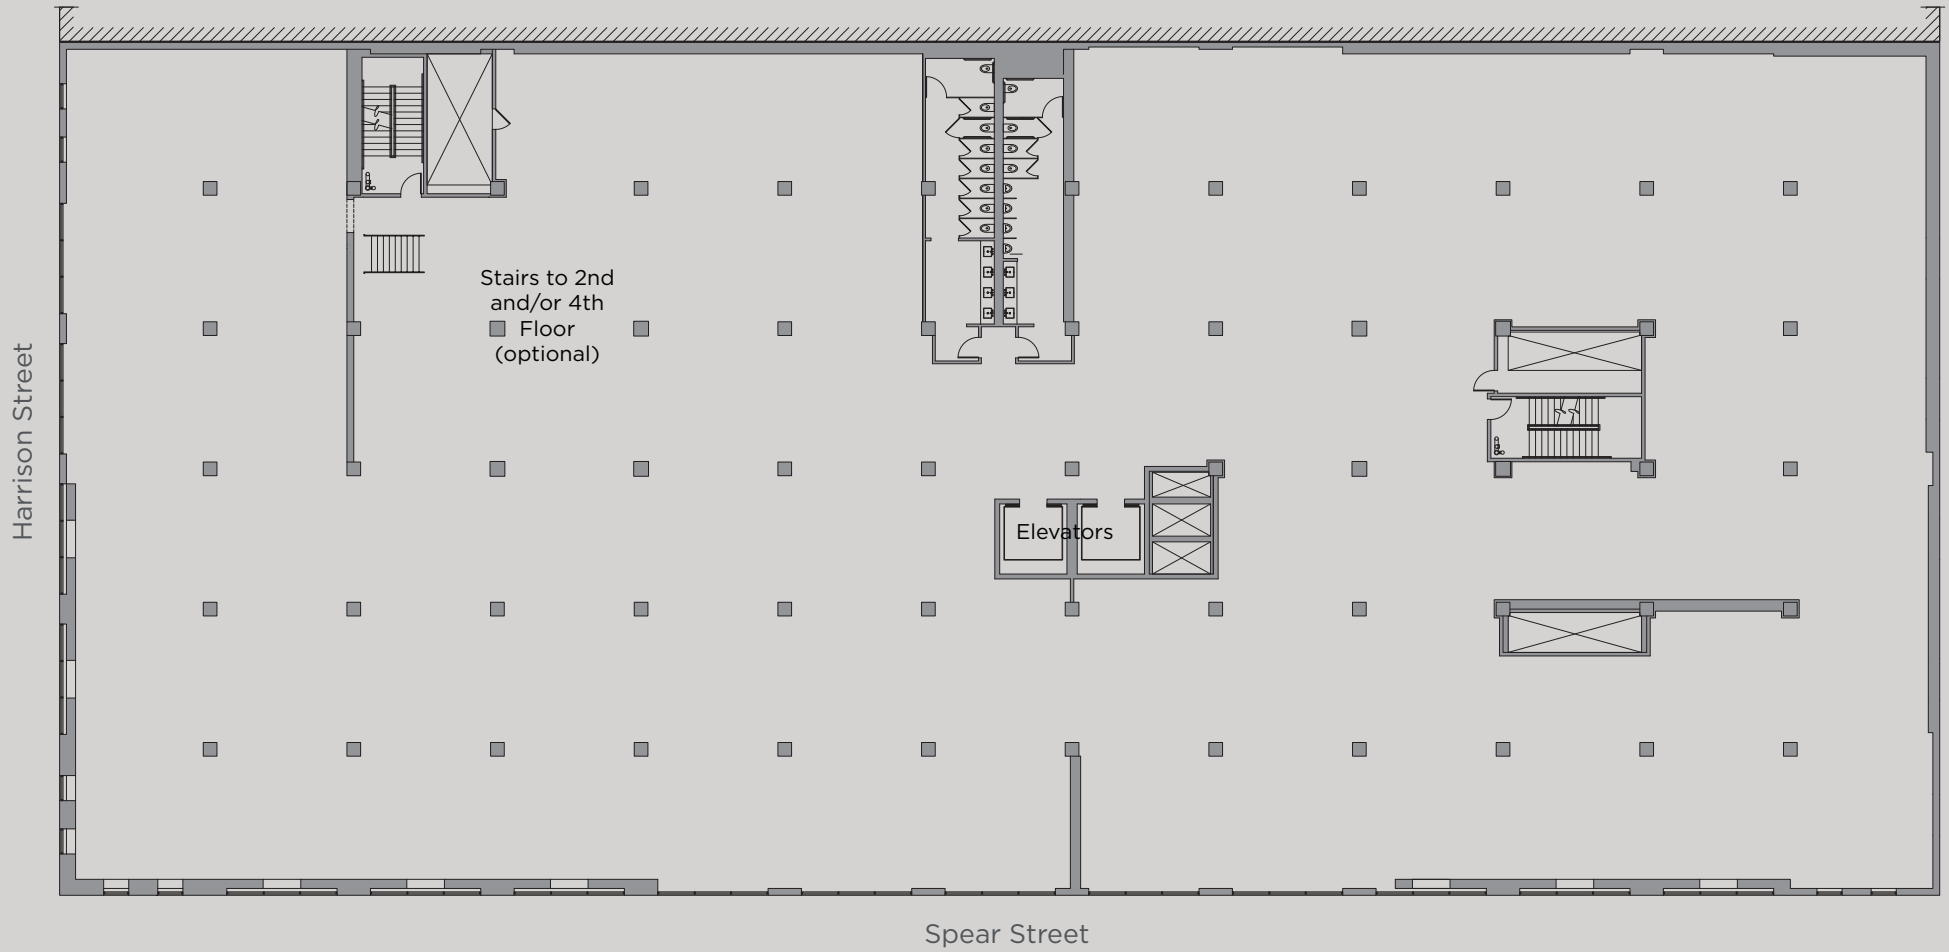 Stairs to 2nd
and/or 4th
Floor
(optional)
Harrison Street
Elevators
Spear Street